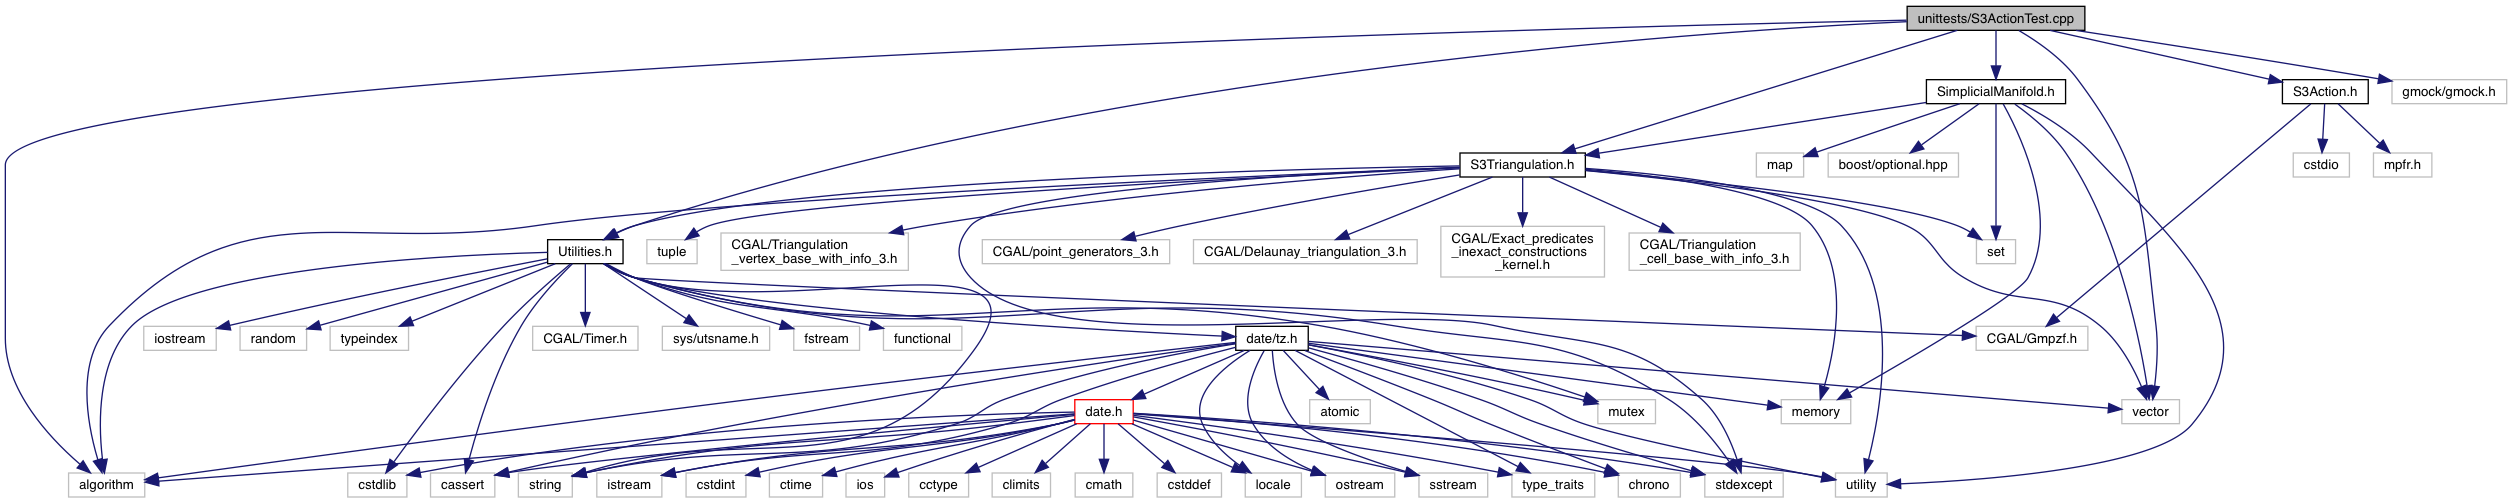 unittests/S3ActionTest.cpp
SimplicialManifold.h
S3Action.h
gmock/gmock.h
S3Triangulation.h
map
boost/optional.hpp
cstdio
mpfr.h
Utilities.h
tuple
CGAL/Triangulation
_vertex_base_with_info_3.h
CGAL/point_generators_3.h
CGAL/Delaunay_triangulation_3.h
CGAL/Exact_predicates
_inexact_constructions
_kernel.h
CGAL/Triangulation
_cell_base_with_info_3.h
set
iostream
random
typeindex
CGAL/Timer.h
sys/utsname.h
fstream
functional
date/tz.h
CGAL/Gmpzf.h
date.h
atomic
mutex
memory
vector
algorithm
cstdlib
cassert
string
istream
cstdint
ctime
ios
cctype
climits
cmath
cstddef
locale
ostream
sstream
type_traits
chrono
stdexcept
utility